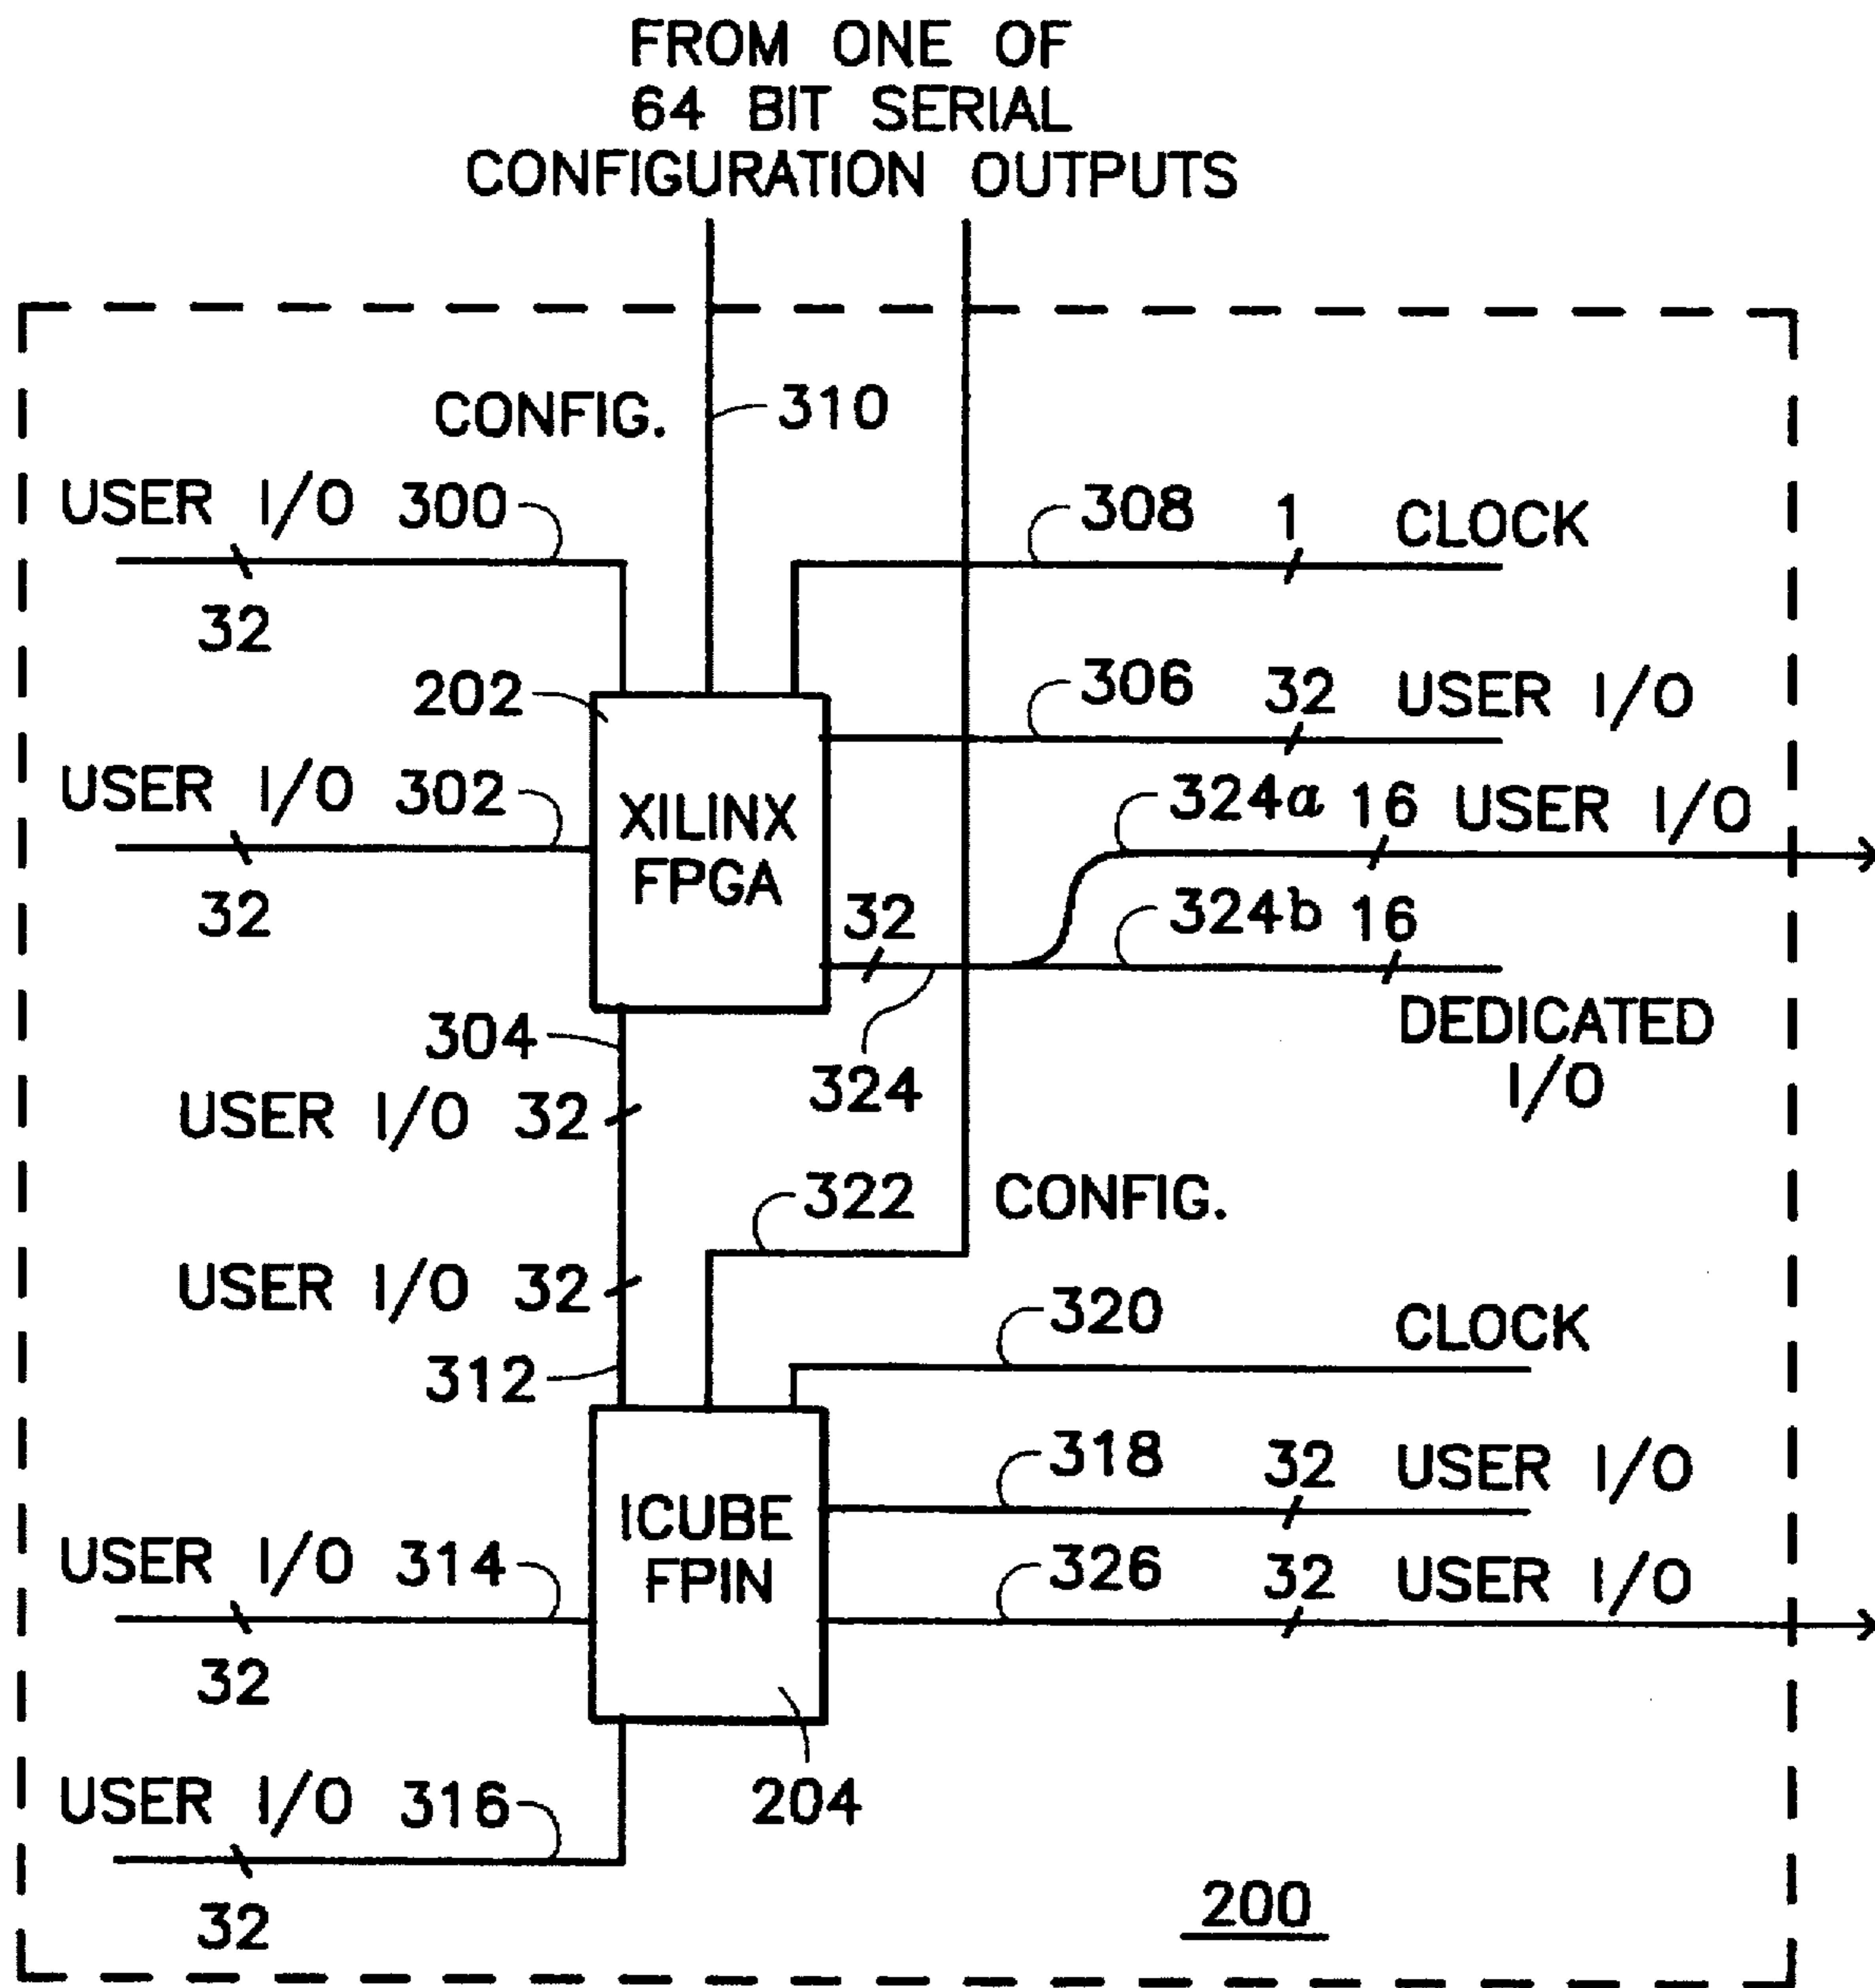 FROM ONE OF
64 BIT SERIAL
CONFIGURATION OUTPUTS
CONFIG.
310
USER I/O 300
32
308 1 CLOCK
202
306 32 USER I/O
USER I/O 302
32
XILINX
FPGA
324a 16 USER I/O
32
324b 16
DEDICATED
I/O
304
324
USER I/O 32
322 CONFIG.
USER I/O 32
320 CLOCK
312
318 32 USER I/O
ICUBE
FPIN
USER I/O 314
32
326 32 USER I/O
204
USER I/O 316
32
200